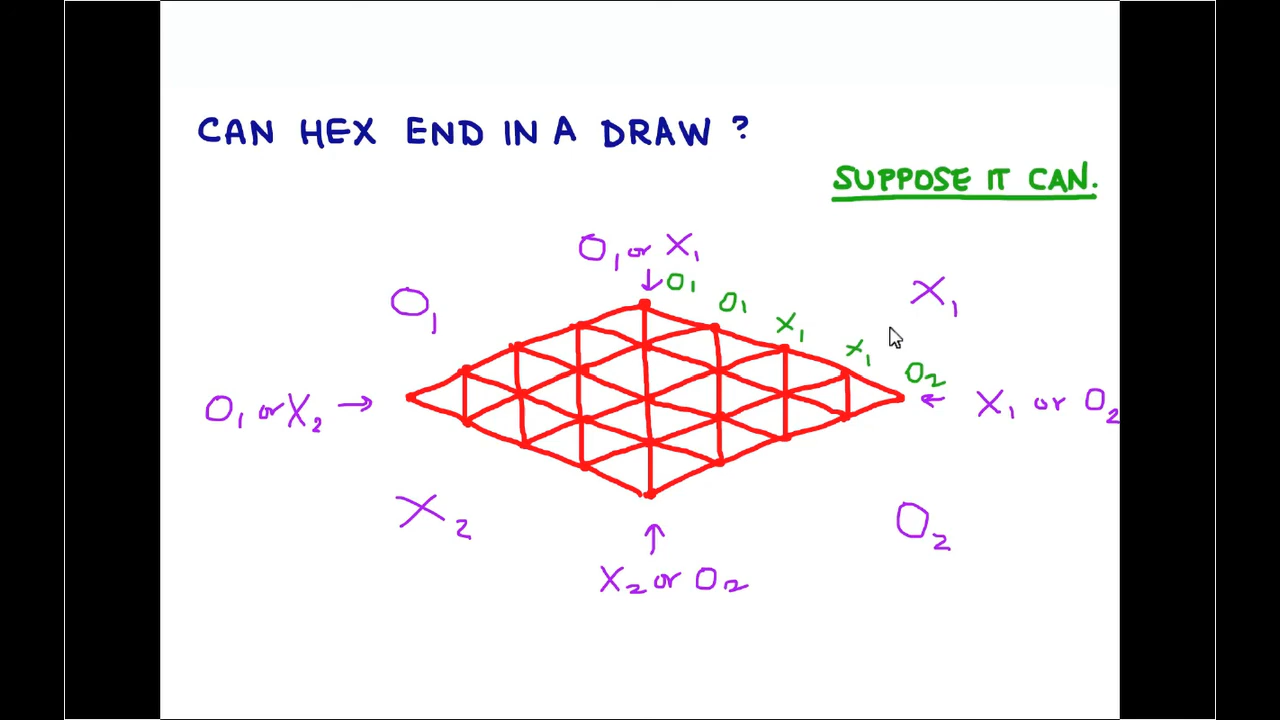 CAN HEX END IN A DRAW ?
SUPPOSE IT CAN.
O₁ or X₁
O₁
O₁
O₁
X₁
X₁
X₁
O₂
O₁ or X₂
X₁ or O₂
X₂
O₂
X₂ or O₂